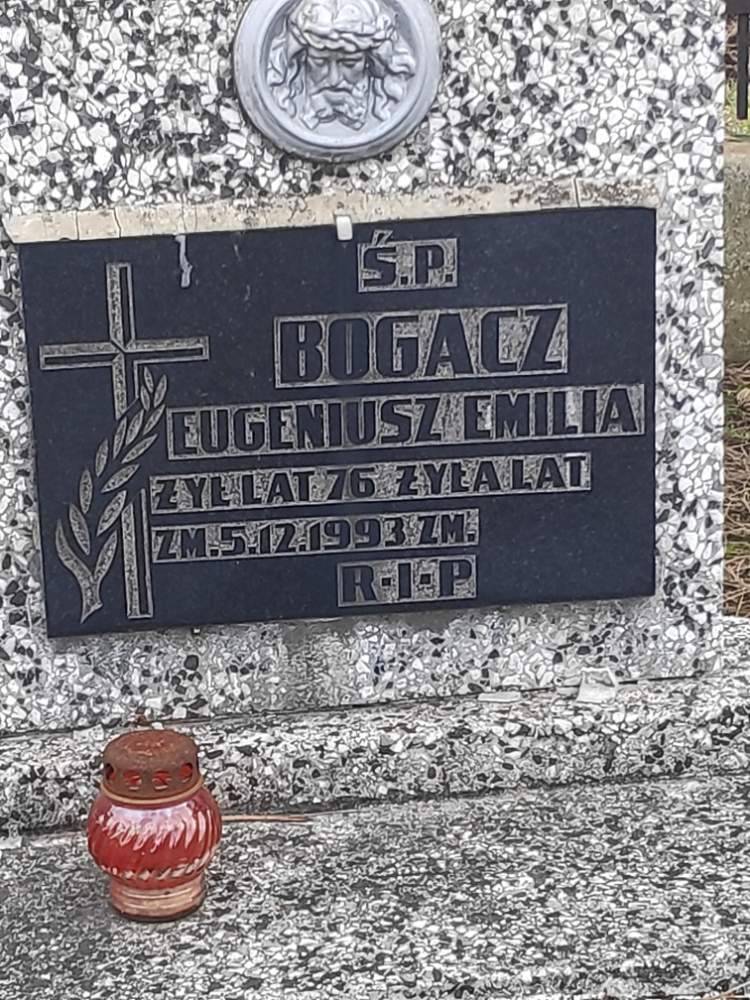 Ś.P.
BOGACZ
EUGENIUSZ EMILIA
ŻYŁ LAT 76 ŻYŁA LAT
ZM. 5.12.1993 ZM.
R·I·P